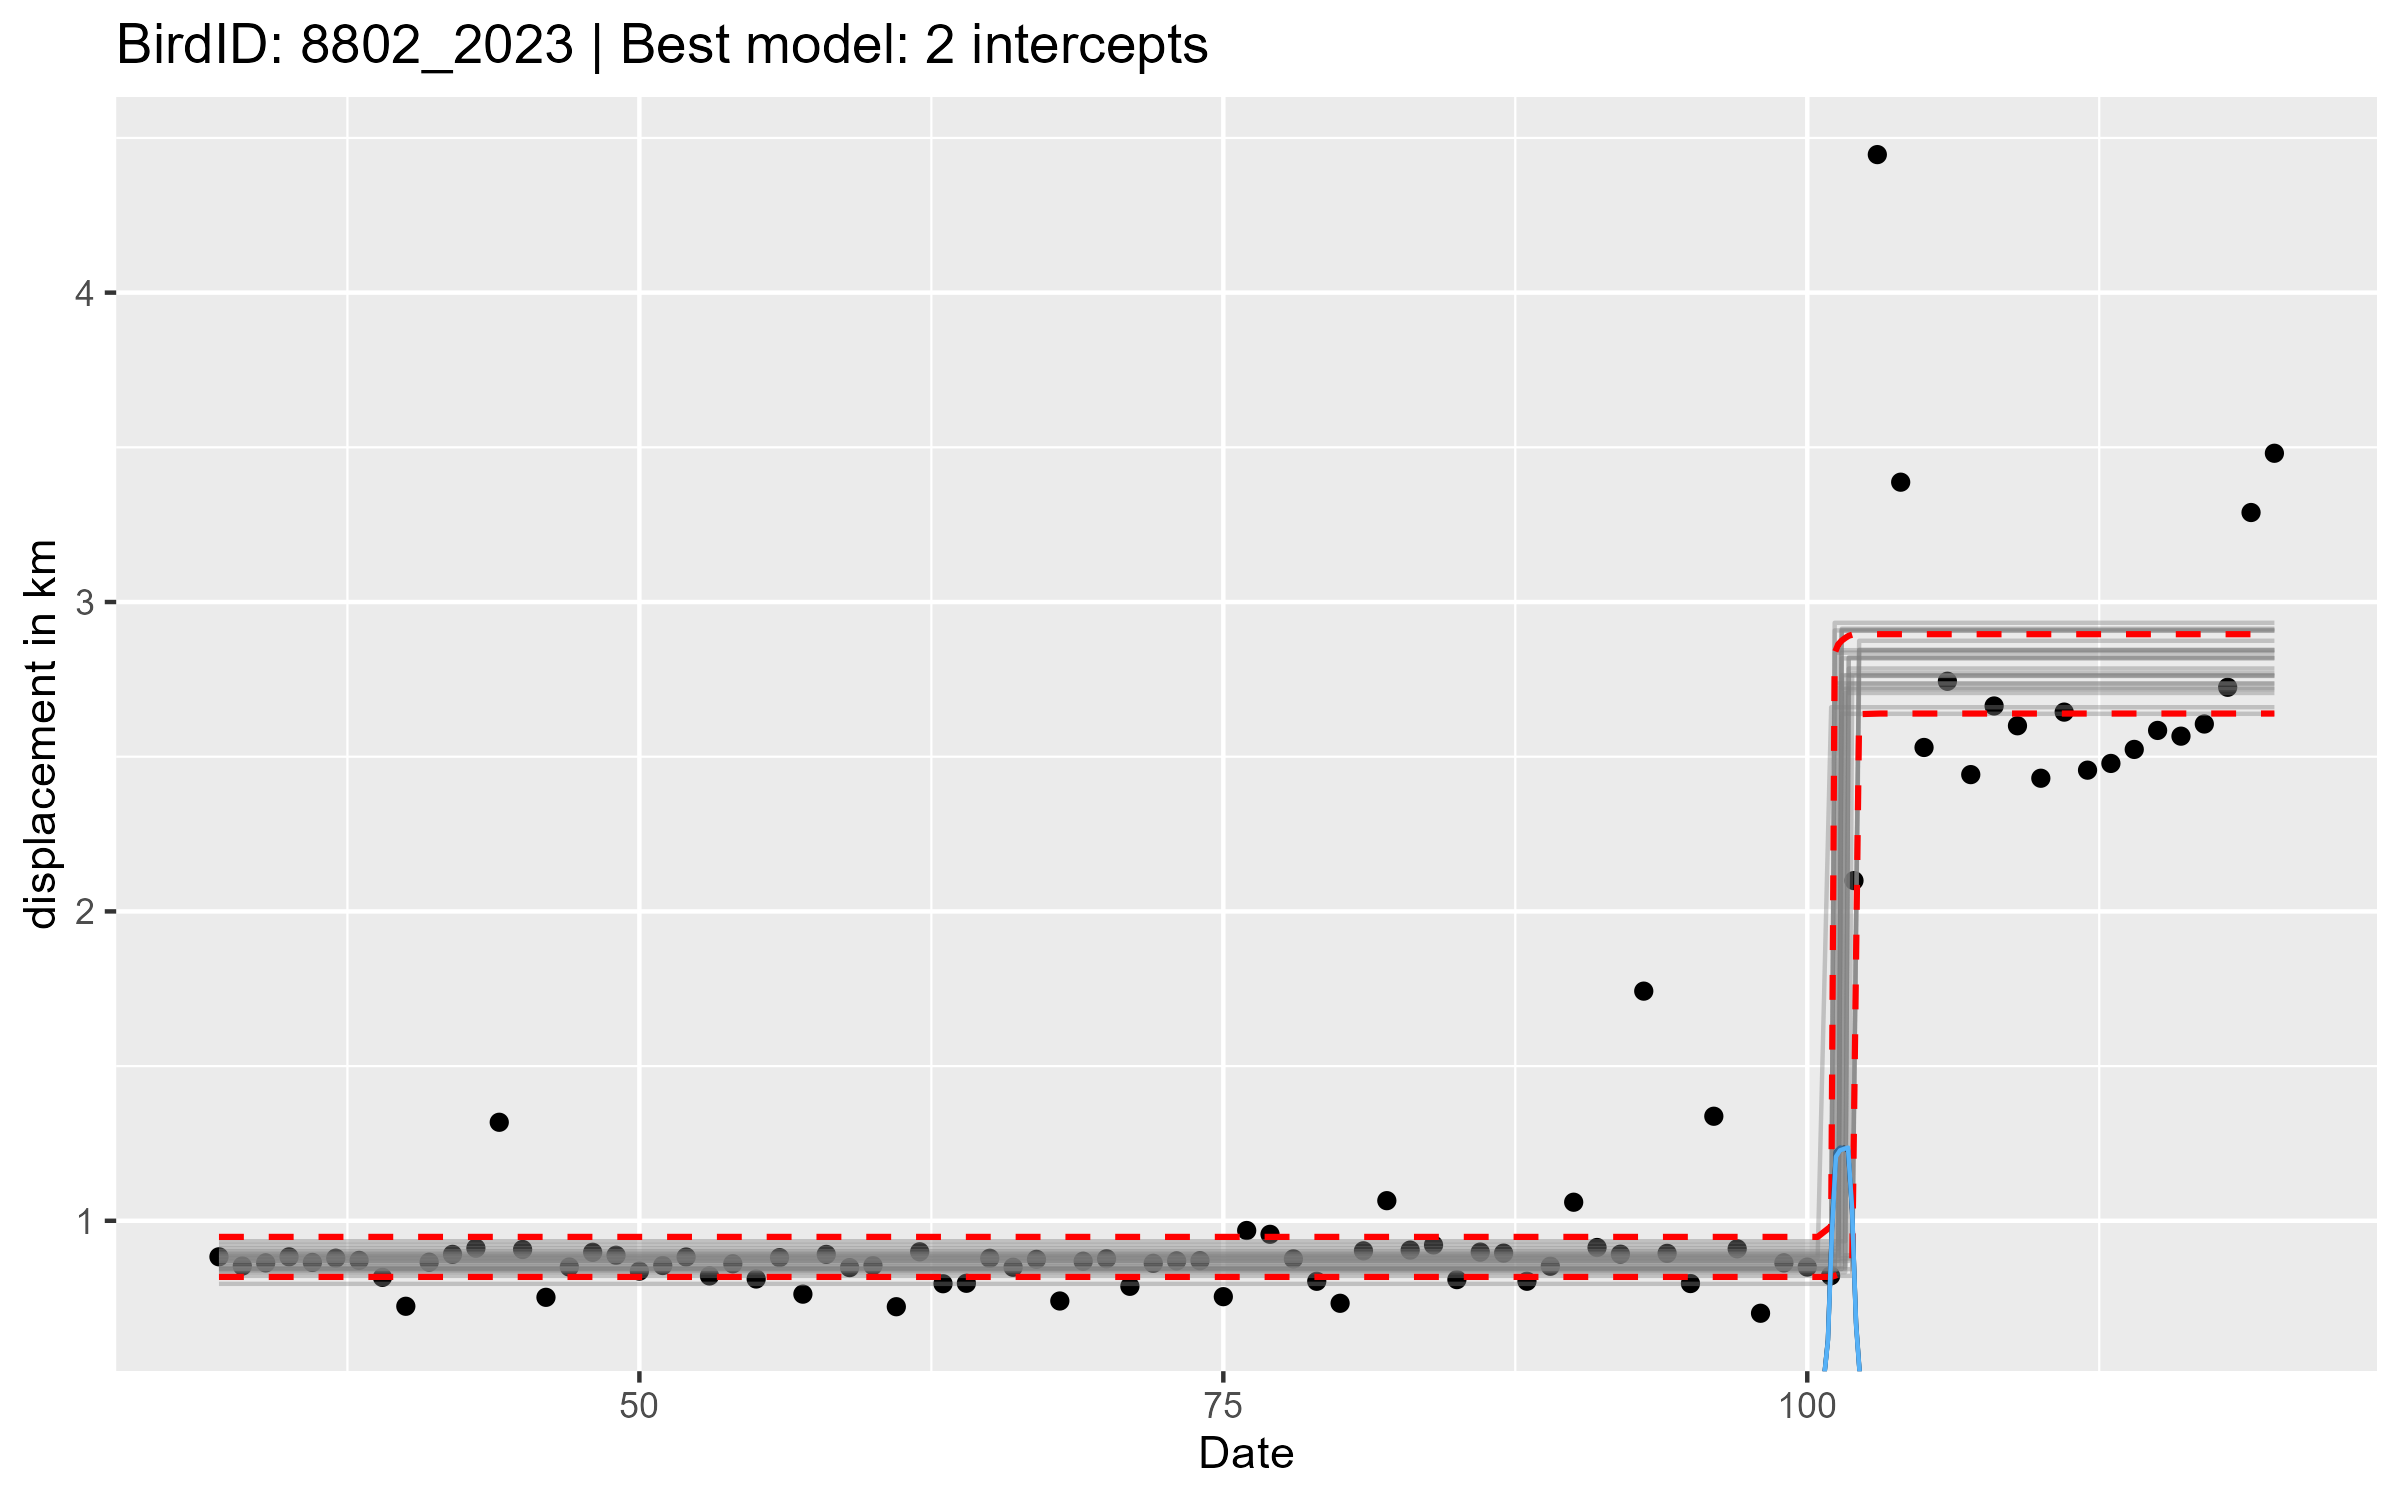 BirdID: 8802_2023 | Best model: 2 intercepts
displacement in km
4
3
2
1
50 75 100
Date